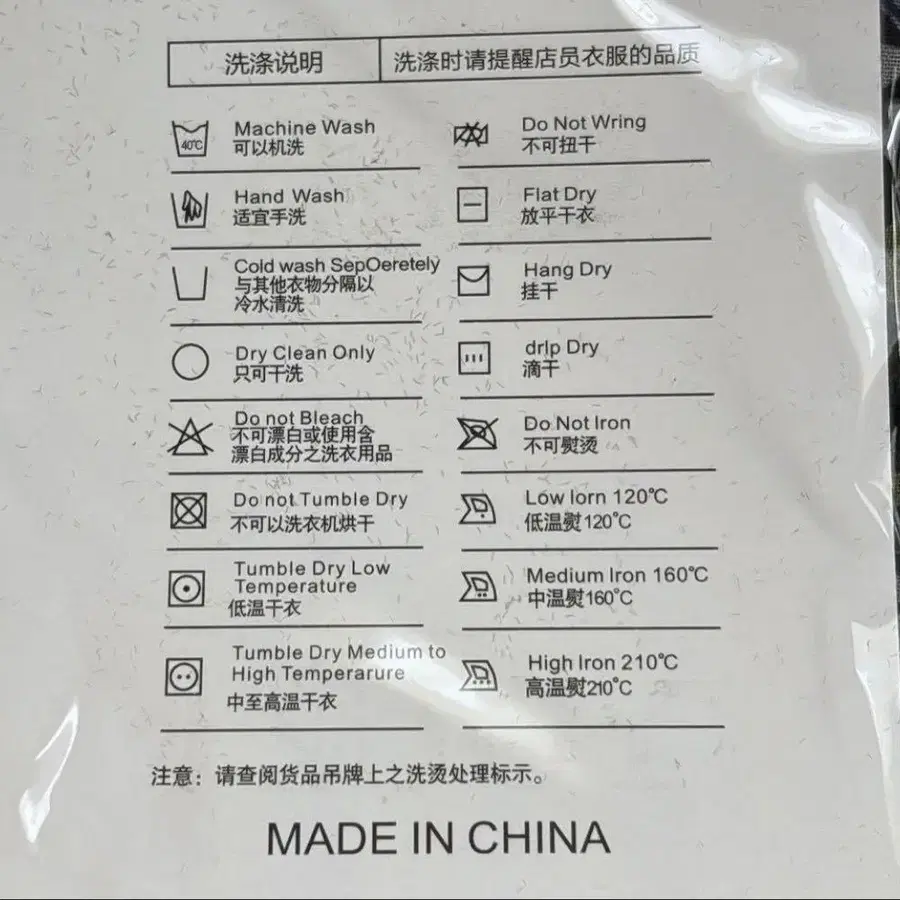 洗涤说明
洗涤时请提醒店员衣服的品质
40℃
Machine Wash
可以机洗
Hand Wash
适宜手洗
Cold wash SepOeretely
与其他衣物分隔以
冷水清洗
Dry Clean Only
只可干洗
Do not Bleach
不可漂白或使用含
漂白成分之洗衣用品
Do not Tumble Dry
不可以洗衣机烘干
Tumble Dry Low
Temperature
低温干衣
Tumble Dry Medium to
High Temperarure
中至高温干衣
Do Not Wring
不可扭干
Flat Dry
放平干衣
Hang Dry
挂干
drlp Dry
滴干
Do Not Iron
不可熨烫
Low lorn 120℃
低温熨120°C
Medium Iron 160℃
中温熨160°C
High Iron 210℃
高温熨210°C
注意：请查阅货品吊牌上之洗烫处理标示。
MADE IN CHINA